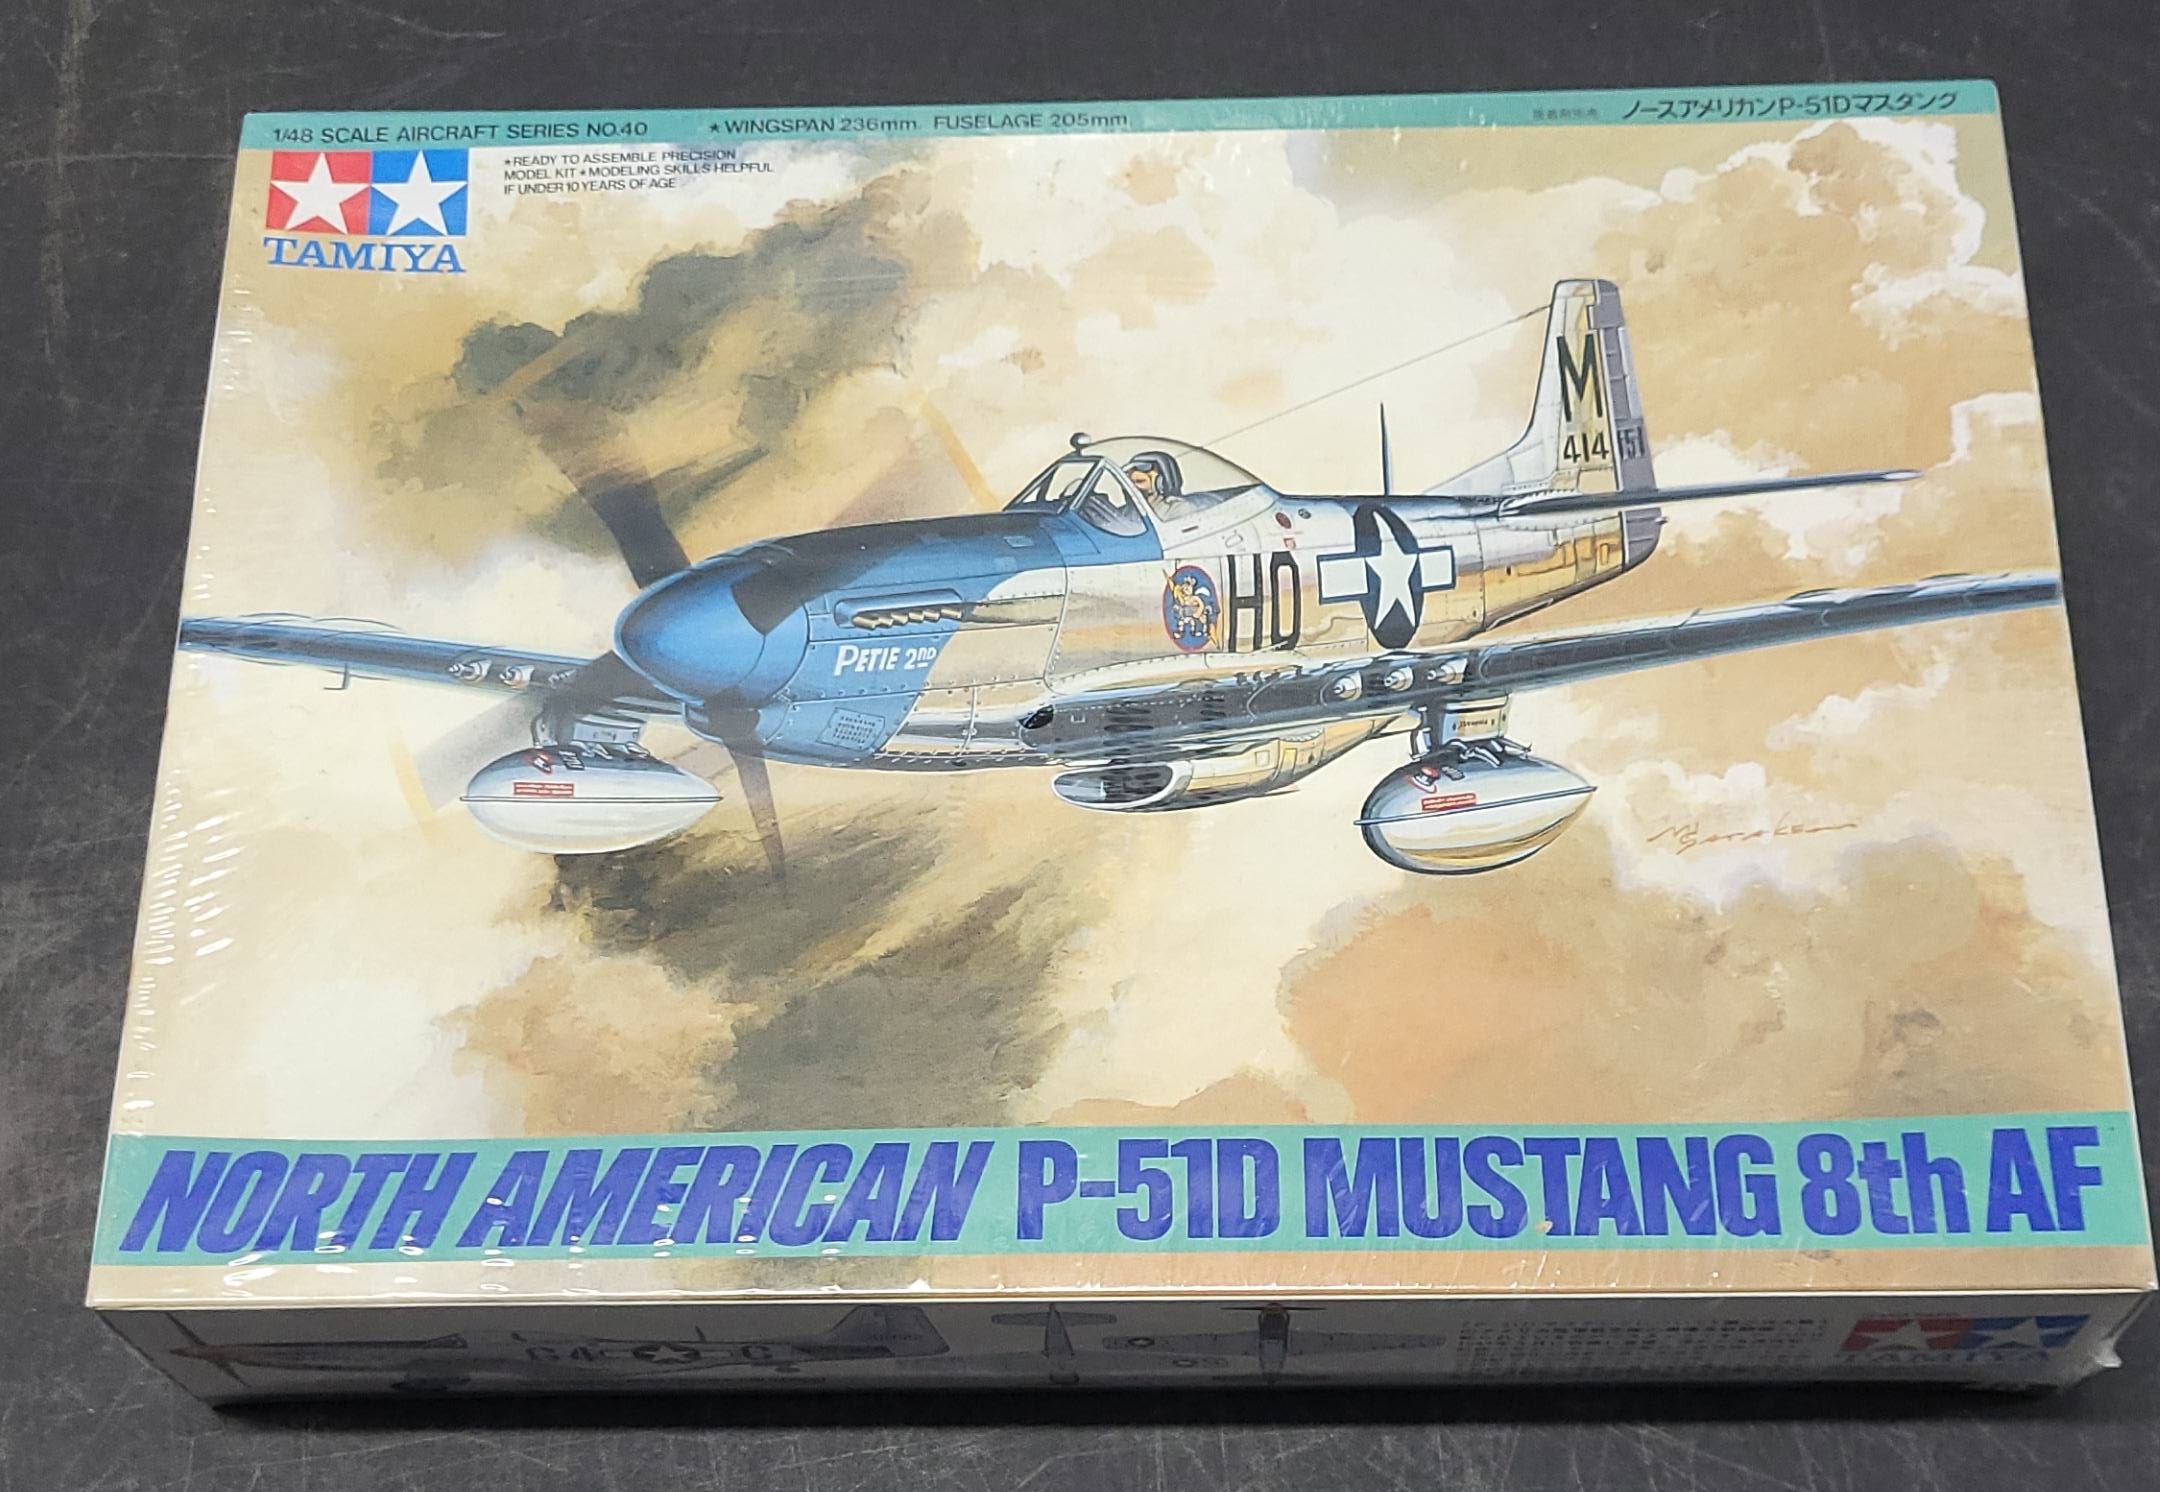 1/48 SCALE AIRCRAFT SERIES NO.40
★WINGSPAN 236mm. FUSELAGE 205mm.
ノースアメリカンP-51Dマスタング
★READY TO ASSEMBLE PRECISION
MODEL KIT★MODELING SKILLS HELPFUL
IF UNDER 10 YEARS OF AGE
TAMIYA
M
414151
HO
PETIE 2ND
NORTH AMERICAN P-51D MUSTANG 8th AF
G4 C
TAMIYA